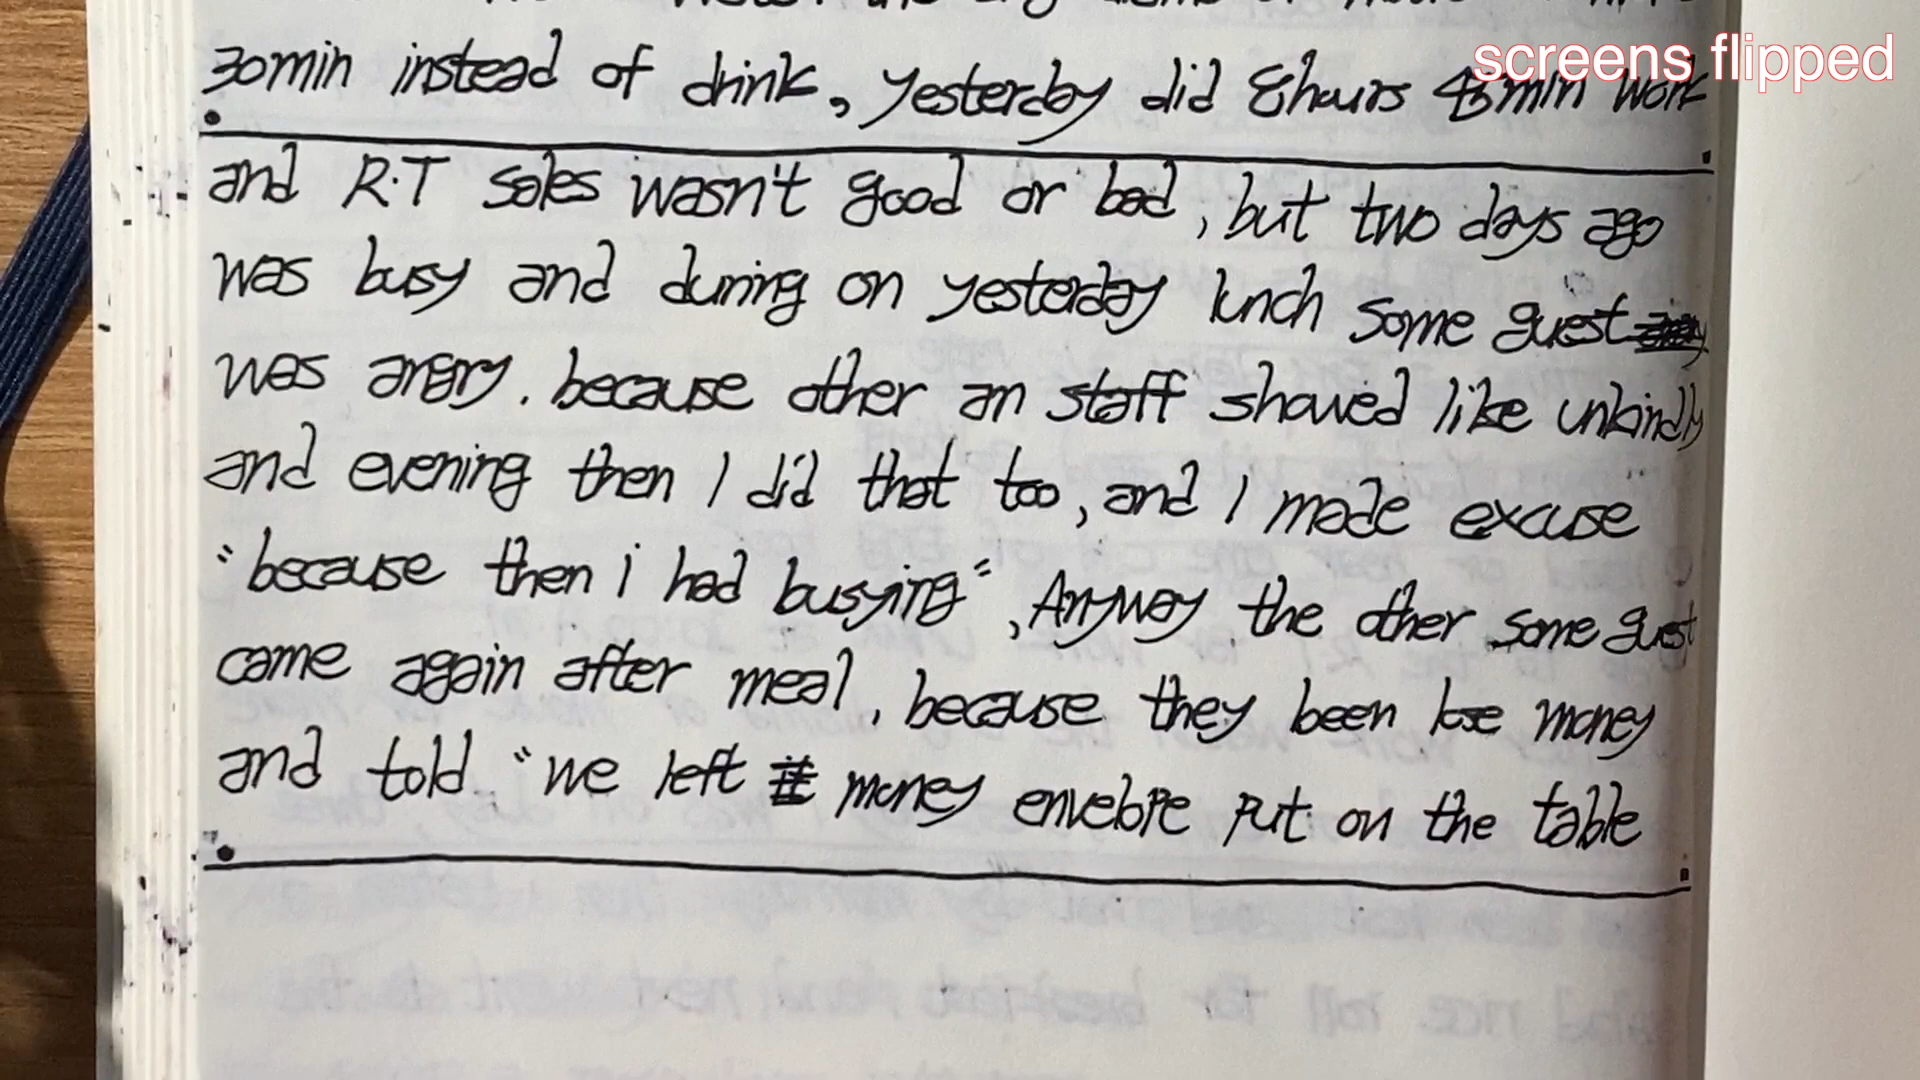 screens flipped
30min instead of drink, yesterday did 8hours 45min work
and R.T sales wasn't good or bad, but two days ago
was busy and during on yesterday lunch some guest
was angry. because other an staff showed like unkindly
and evening then I did that too, and I made excuse
"because then i had busying", Anyway the other some guest
came again after meal, because they been lose money
and told "we left money envelope put on the table